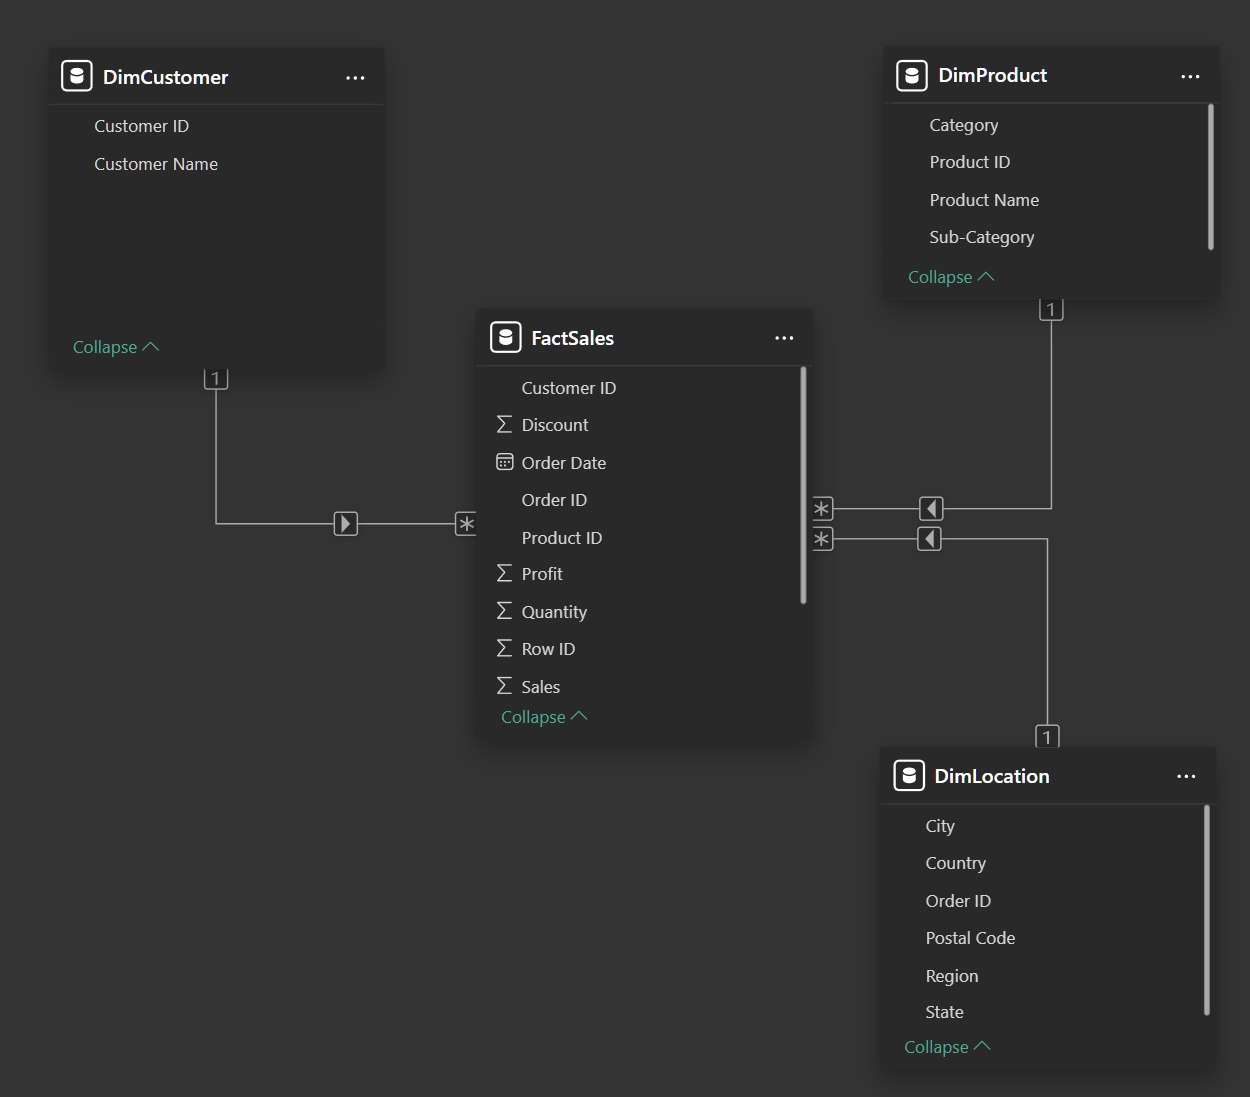 DimCustomer
Customer ID
Customer Name
Collapse
1
DimProduct
Category
Product ID
Product Name
Sub-Category
Collapse
1
FactSales
Customer ID
Discount
Order Date
Order ID
Product ID
Profit
Quantity
Row ID
Sales
Collapse
*
*
*
1
DimLocation
City
Country
Order ID
Postal Code
Region
State
Collapse